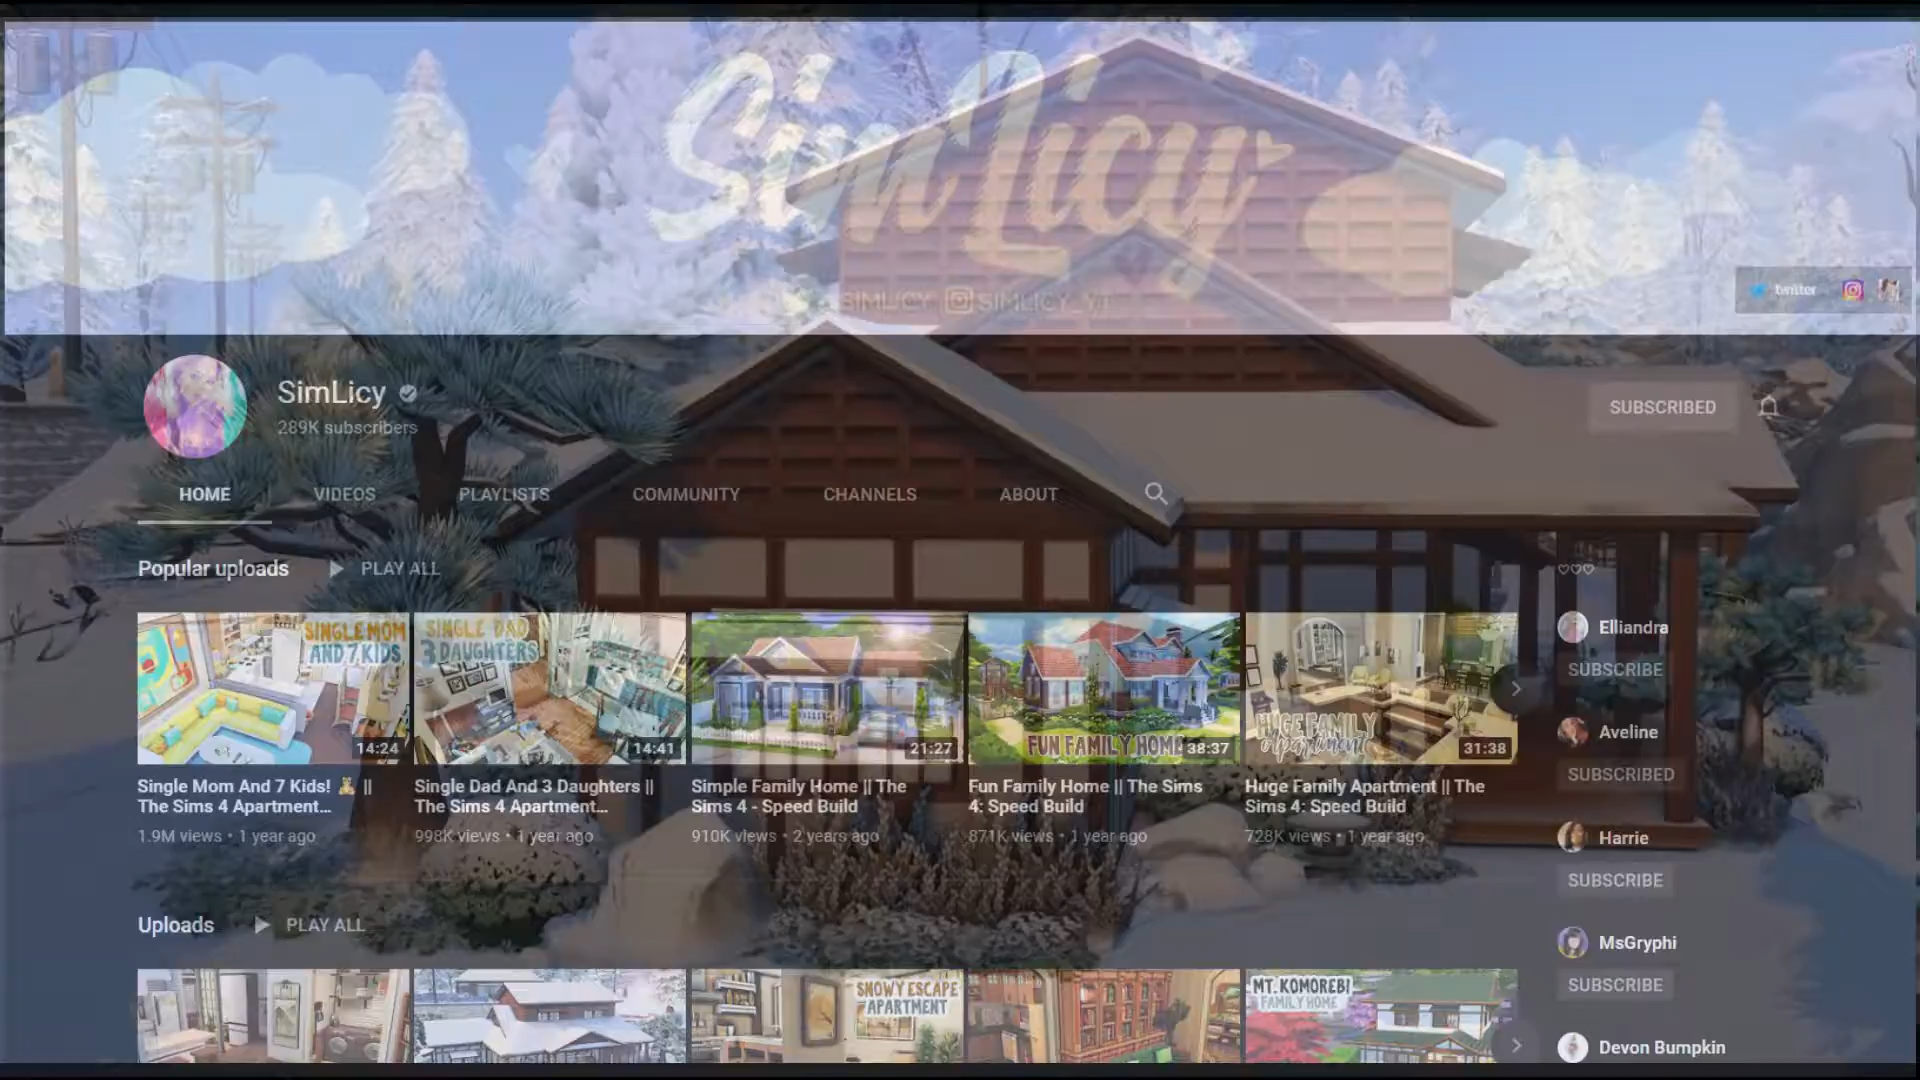 SimLicy
SIMLICY SIMLICY_YT
twitter
SimLicy
289K subscribers
SUBSCRIBED
HOME VIDEOS PLAYLISTS COMMUNITY CHANNELS ABOUT
Popular uploads PLAY ALL
♡♡♡
SINGLE MOM
AND 7 KIDS
14:24
SINGLE DAD
3 DAUGHTERS
14:41
21:27
FUN FAMILY HOME
38:37
HUGE FAMILY
Apartment
31:38
Single Mom And 7 Kids! 🧸 ||
The Sims 4 Apartment...
1.9M views • 1 year ago
Single Dad And 3 Daughters ||
The Sims 4 Apartment...
998K views • 1 year ago
Simple Family Home || The
Sims 4 - Speed Build
910K views • 2 years ago
Fun Family Home || The Sims
4: Speed Build
871K views • 1 year ago
Huge Family Apartment || The
Sims 4: Speed Build
728K views • 1 year ago
Elliandra
SUBSCRIBE
Aveline
SUBSCRIBED
Harrie
SUBSCRIBE
MsGryphi
SUBSCRIBE
Devon Bumpkin
Uploads PLAY ALL
SNOWY ESCAPE
APARTMENT
MT. KOMOREBI
FAMILY HOME